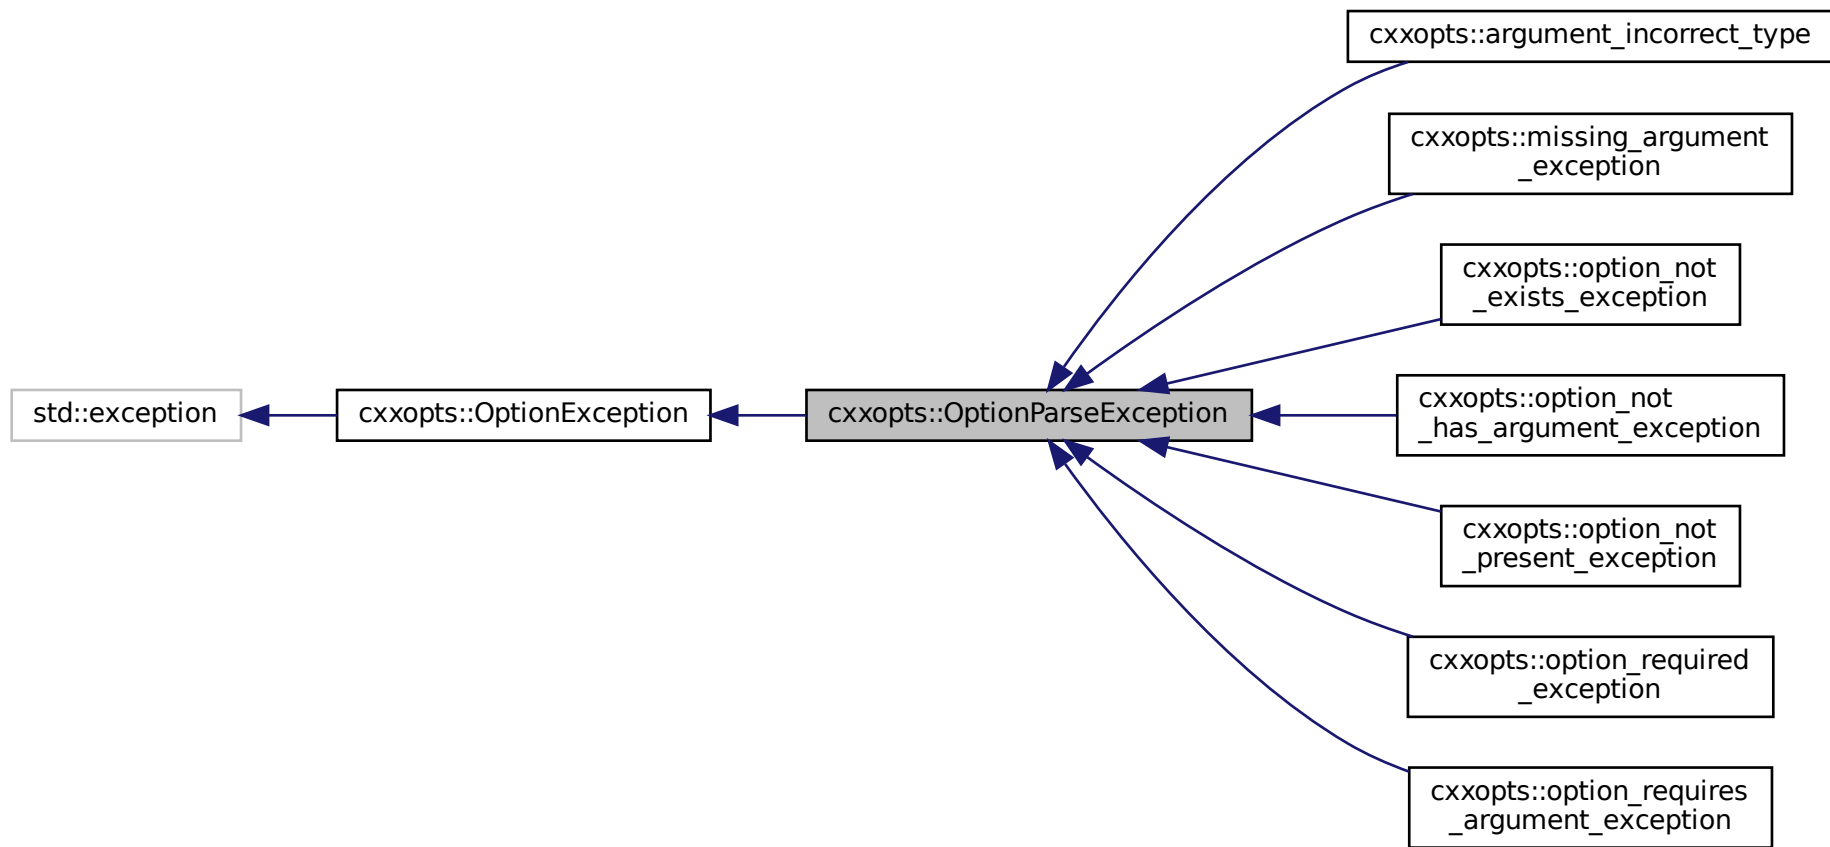 std::exception
cxxopts::OptionException
cxxopts::OptionParseException
cxxopts::argument_incorrect_type
cxxopts::missing_argument
_exception
cxxopts::option_not
_exists_exception
cxxopts::option_not
_has_argument_exception
cxxopts::option_not
_present_exception
cxxopts::option_required
_exception
cxxopts::option_requires
_argument_exception